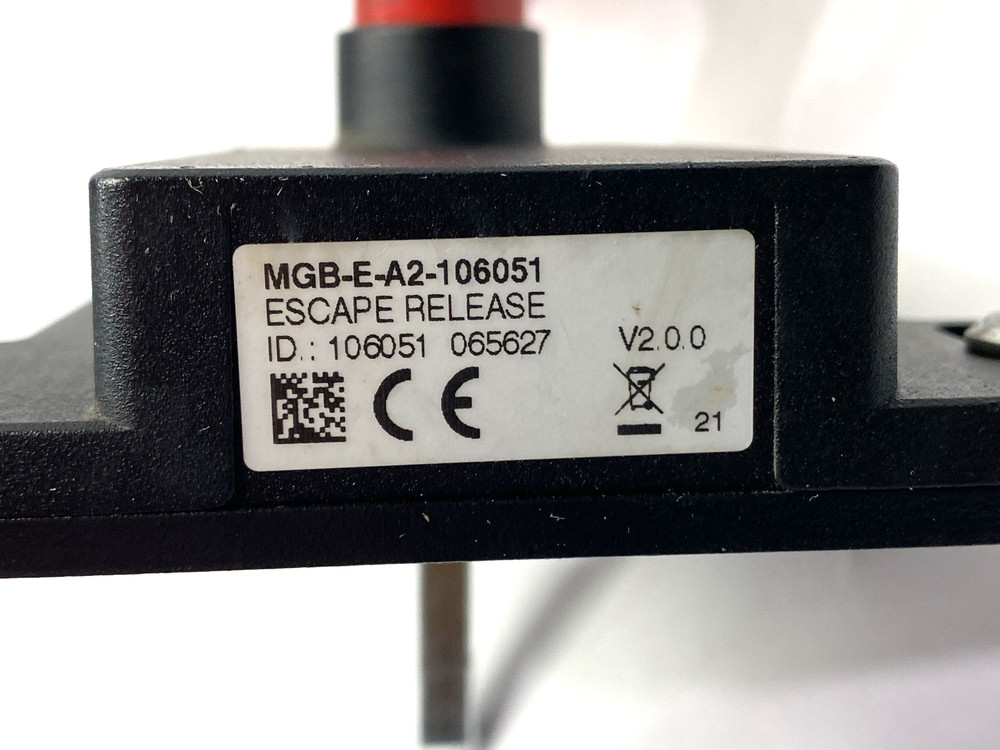 MGB-E-A2-106051
ESCAPE RELEASE
ID.: 106051 065627 V2.0.0
CE 21